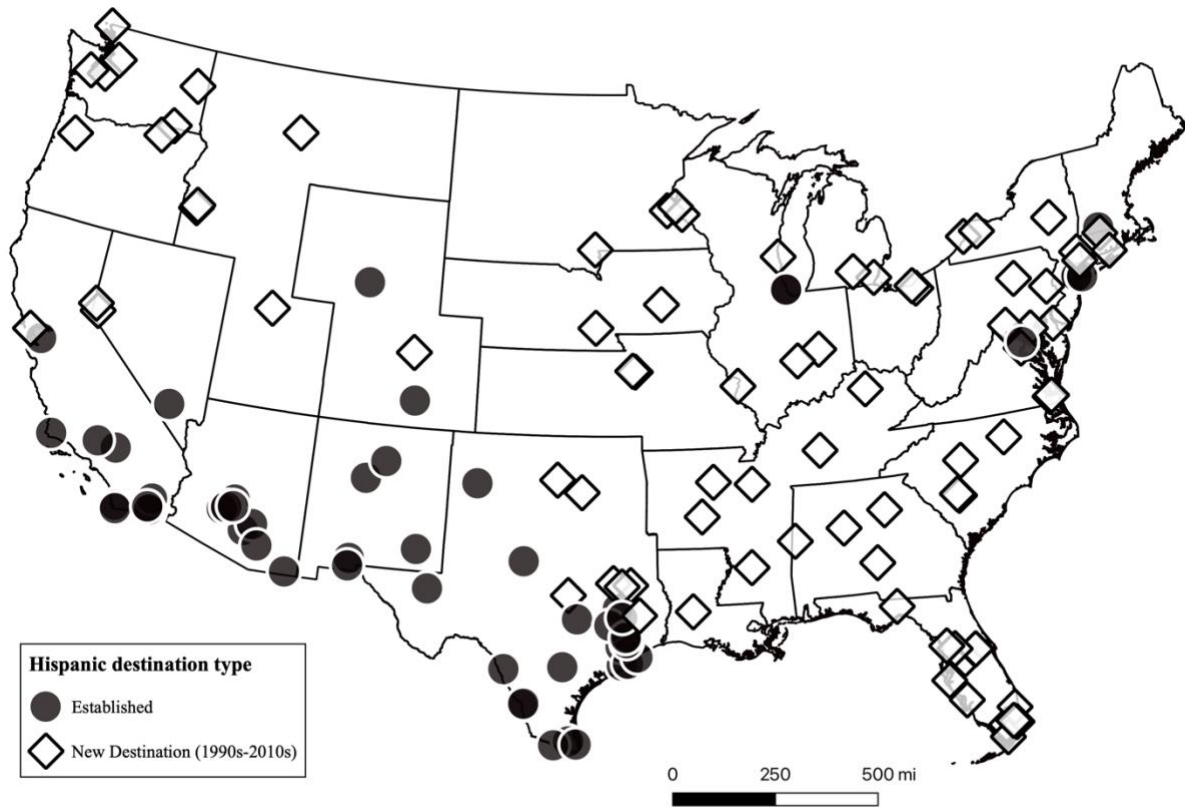 Hispanic destination type
Established
New Destination (1990s-2010s)
0 250 500 mi